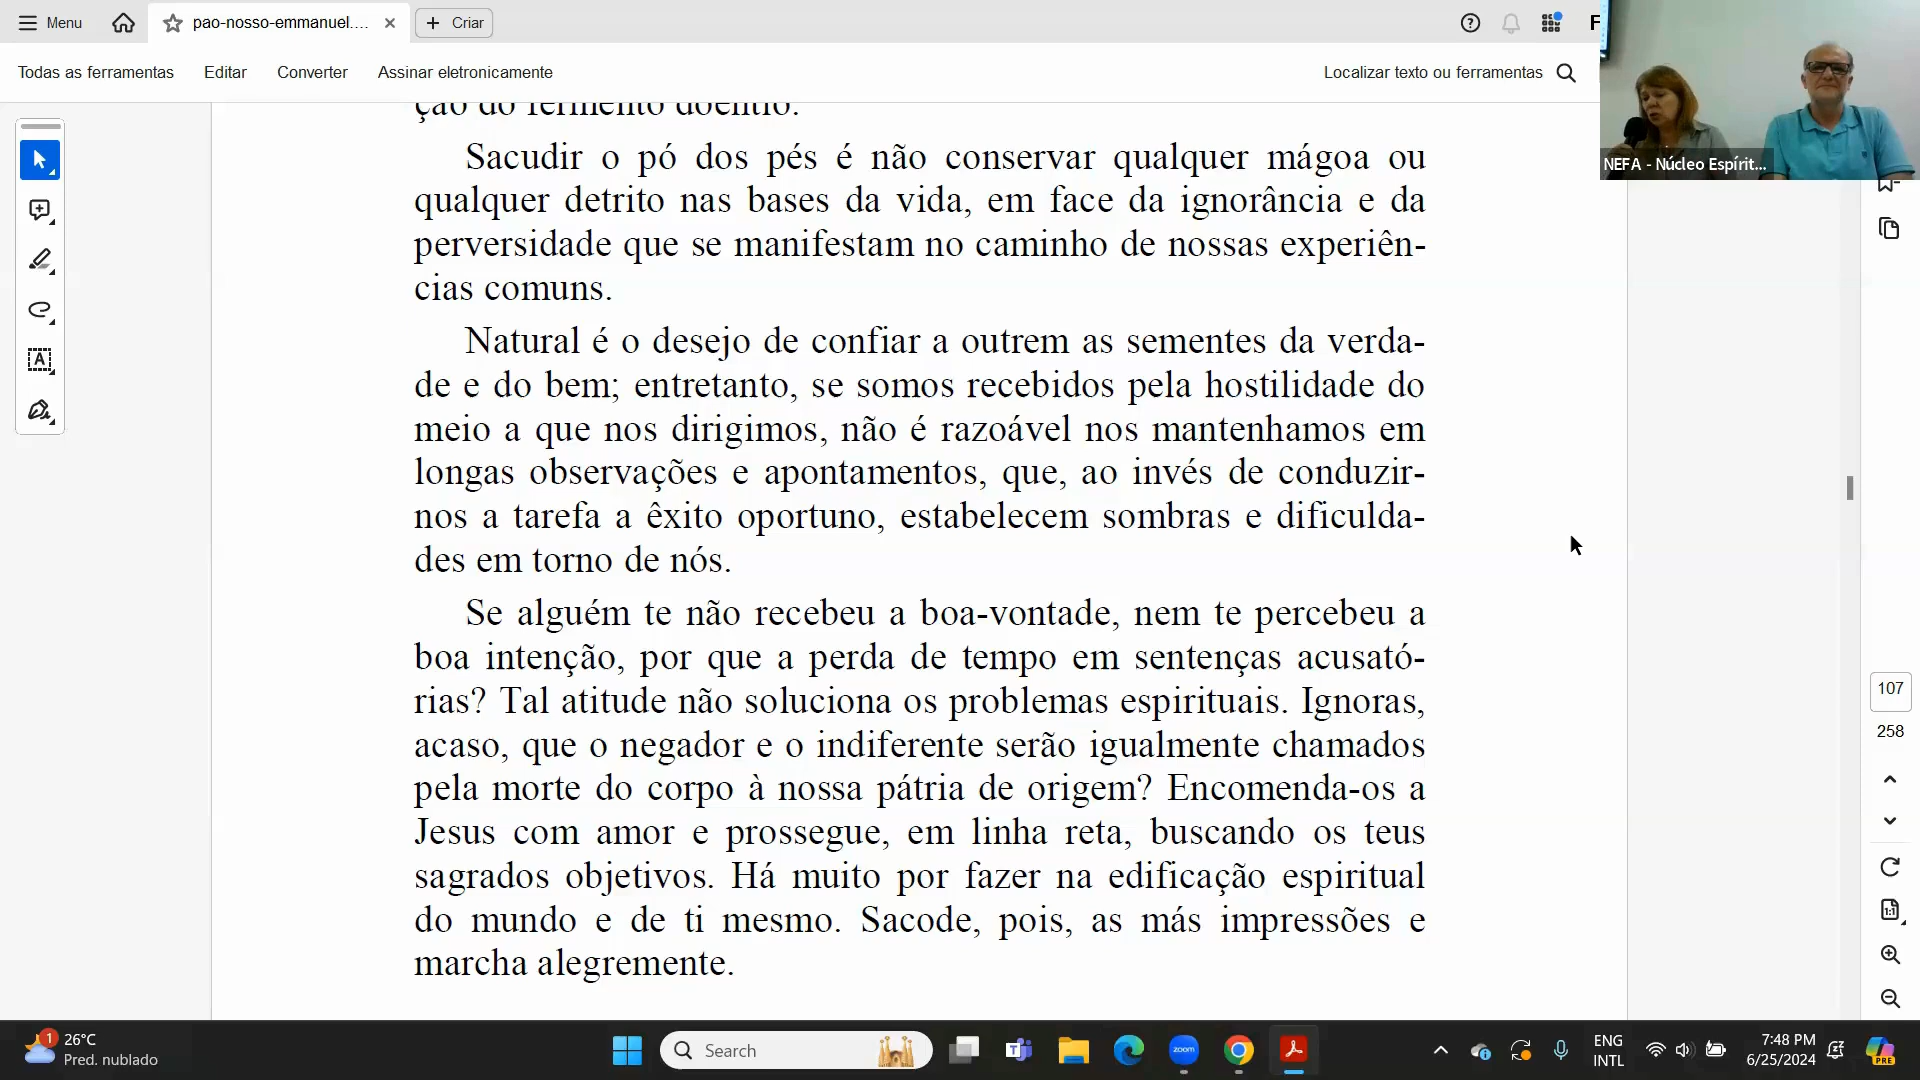 Menu
pao-nosso-emmanuel....
Criar
Todas as ferramentas
Editar
Converter
Assinar eletronicamente
Localizar texto ou ferramentas
NEFA - Núcleo Espírit...
ção do fermento doentio.
Sacudir o pó dos pés é não conservar qualquer mágoa ou
qualquer detrito nas bases da vida, em face da ignorância e da
perversidade que se manifestam no caminho de nossas experiên-
cias comuns.
Natural é o desejo de confiar a outrem as sementes da verda-
de e do bem; entretanto, se somos recebidos pela hostilidade do
meio a que nos dirigimos, não é razoável nos mantenhamos em
longas observações e apontamentos, que, ao invés de conduzir-
nos a tarefa a êxito oportuno, estabelecem sombras e dificulda-
des em torno de nós.
Se alguém te não recebeu a boa-vontade, nem te percebeu a
boa intenção, por que a perda de tempo em sentenças acusató-
rias? Tal atitude não soluciona os problemas espirituais. Ignoras,
acaso, que o negador e o indiferente serão igualmente chamados
pela morte do corpo à nossa pátria de origem? Encomenda-os a
Jesus com amor e prossegue, em linha reta, buscando os teus
sagrados objetivos. Há muito por fazer na edificação espiritual
do mundo e de ti mesmo. Sacode, pois, as más impressões e
marcha alegremente.
107
258
1
26°C
Pred. nublado
Search
zoom
ENG
INTL
7:48 PM
6/25/2024
PRE